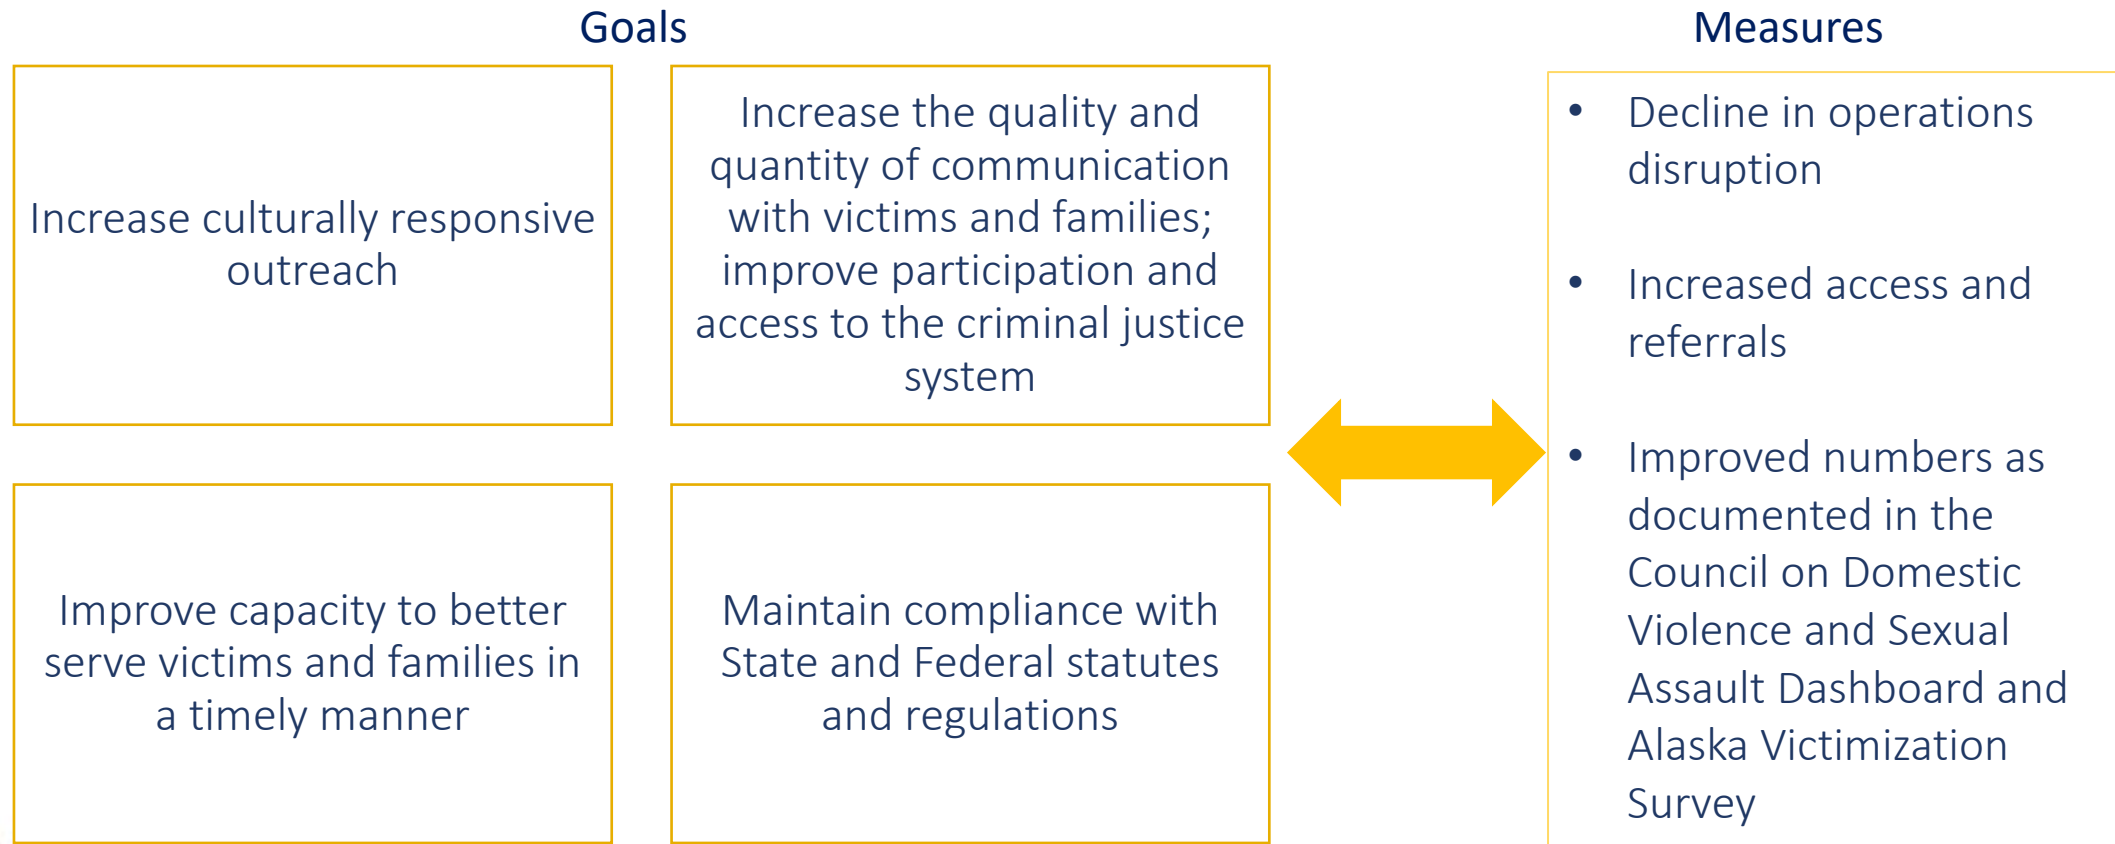 Goals
Increase culturally responsive
outreach
Increase the quality and
quantity of communication
with victims and families;
improve participation and
access to the criminal justice
system
Improve capacity to better
serve victims and families in
a timely manner
Maintain compliance with
State and Federal statutes
and regulations
Measures
• Decline in operations
disruption
• Increased access and
referrals
• Improved numbers as
documented in the
Council on Domestic
Violence and Sexual
Assault Dashboard and
Alaska Victimization
Survey